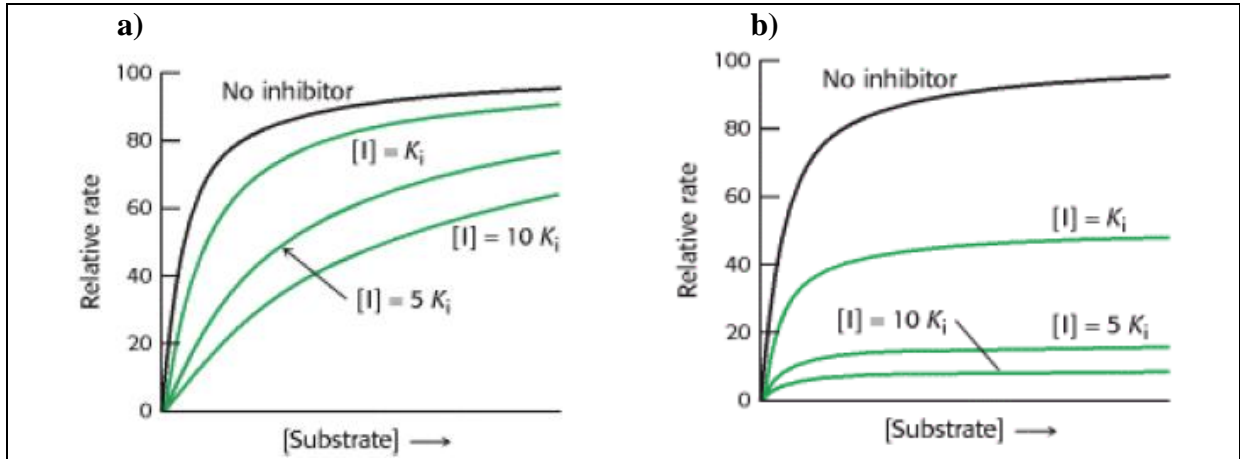 a)
100
80
60
40
20
0
Relative rate
No inhibitor
[I] = Kᵢ
[I] = 10 Kᵢ
[I] = 5 Kᵢ
[Substrate] ⟶
b)
100
80
60
40
20
0
Relative rate
No inhibitor
[I] = Kᵢ
[I] = 10 Kᵢ
[I] = 5 Kᵢ
[Substrate] ⟶